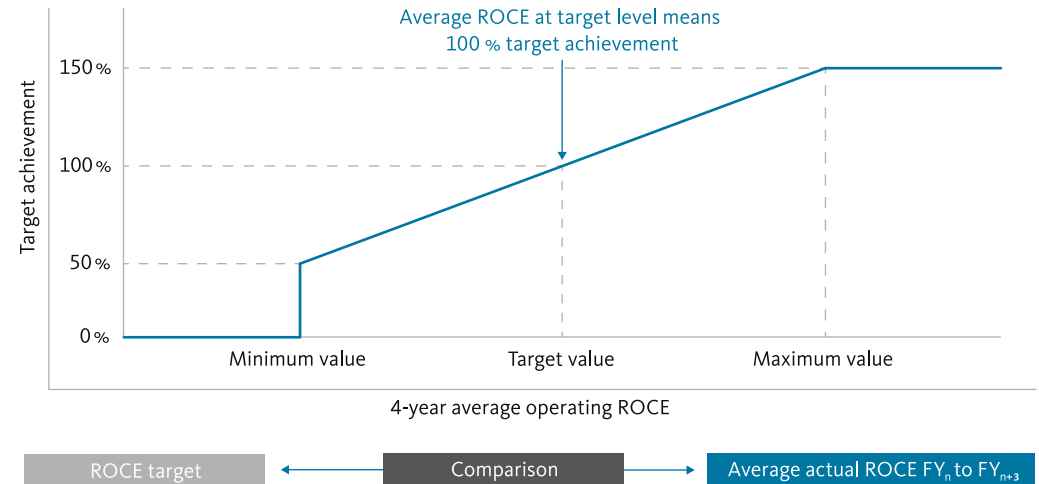 Average ROCE at target level means
100 % target achievement
Target achievement
150 %
100 %
50 %
0 %
Minimum value
Target value
Maximum value
4-year average operating ROCE
ROCE target
Comparison
Average actual ROCE FYₙ to FYₙ₊₃